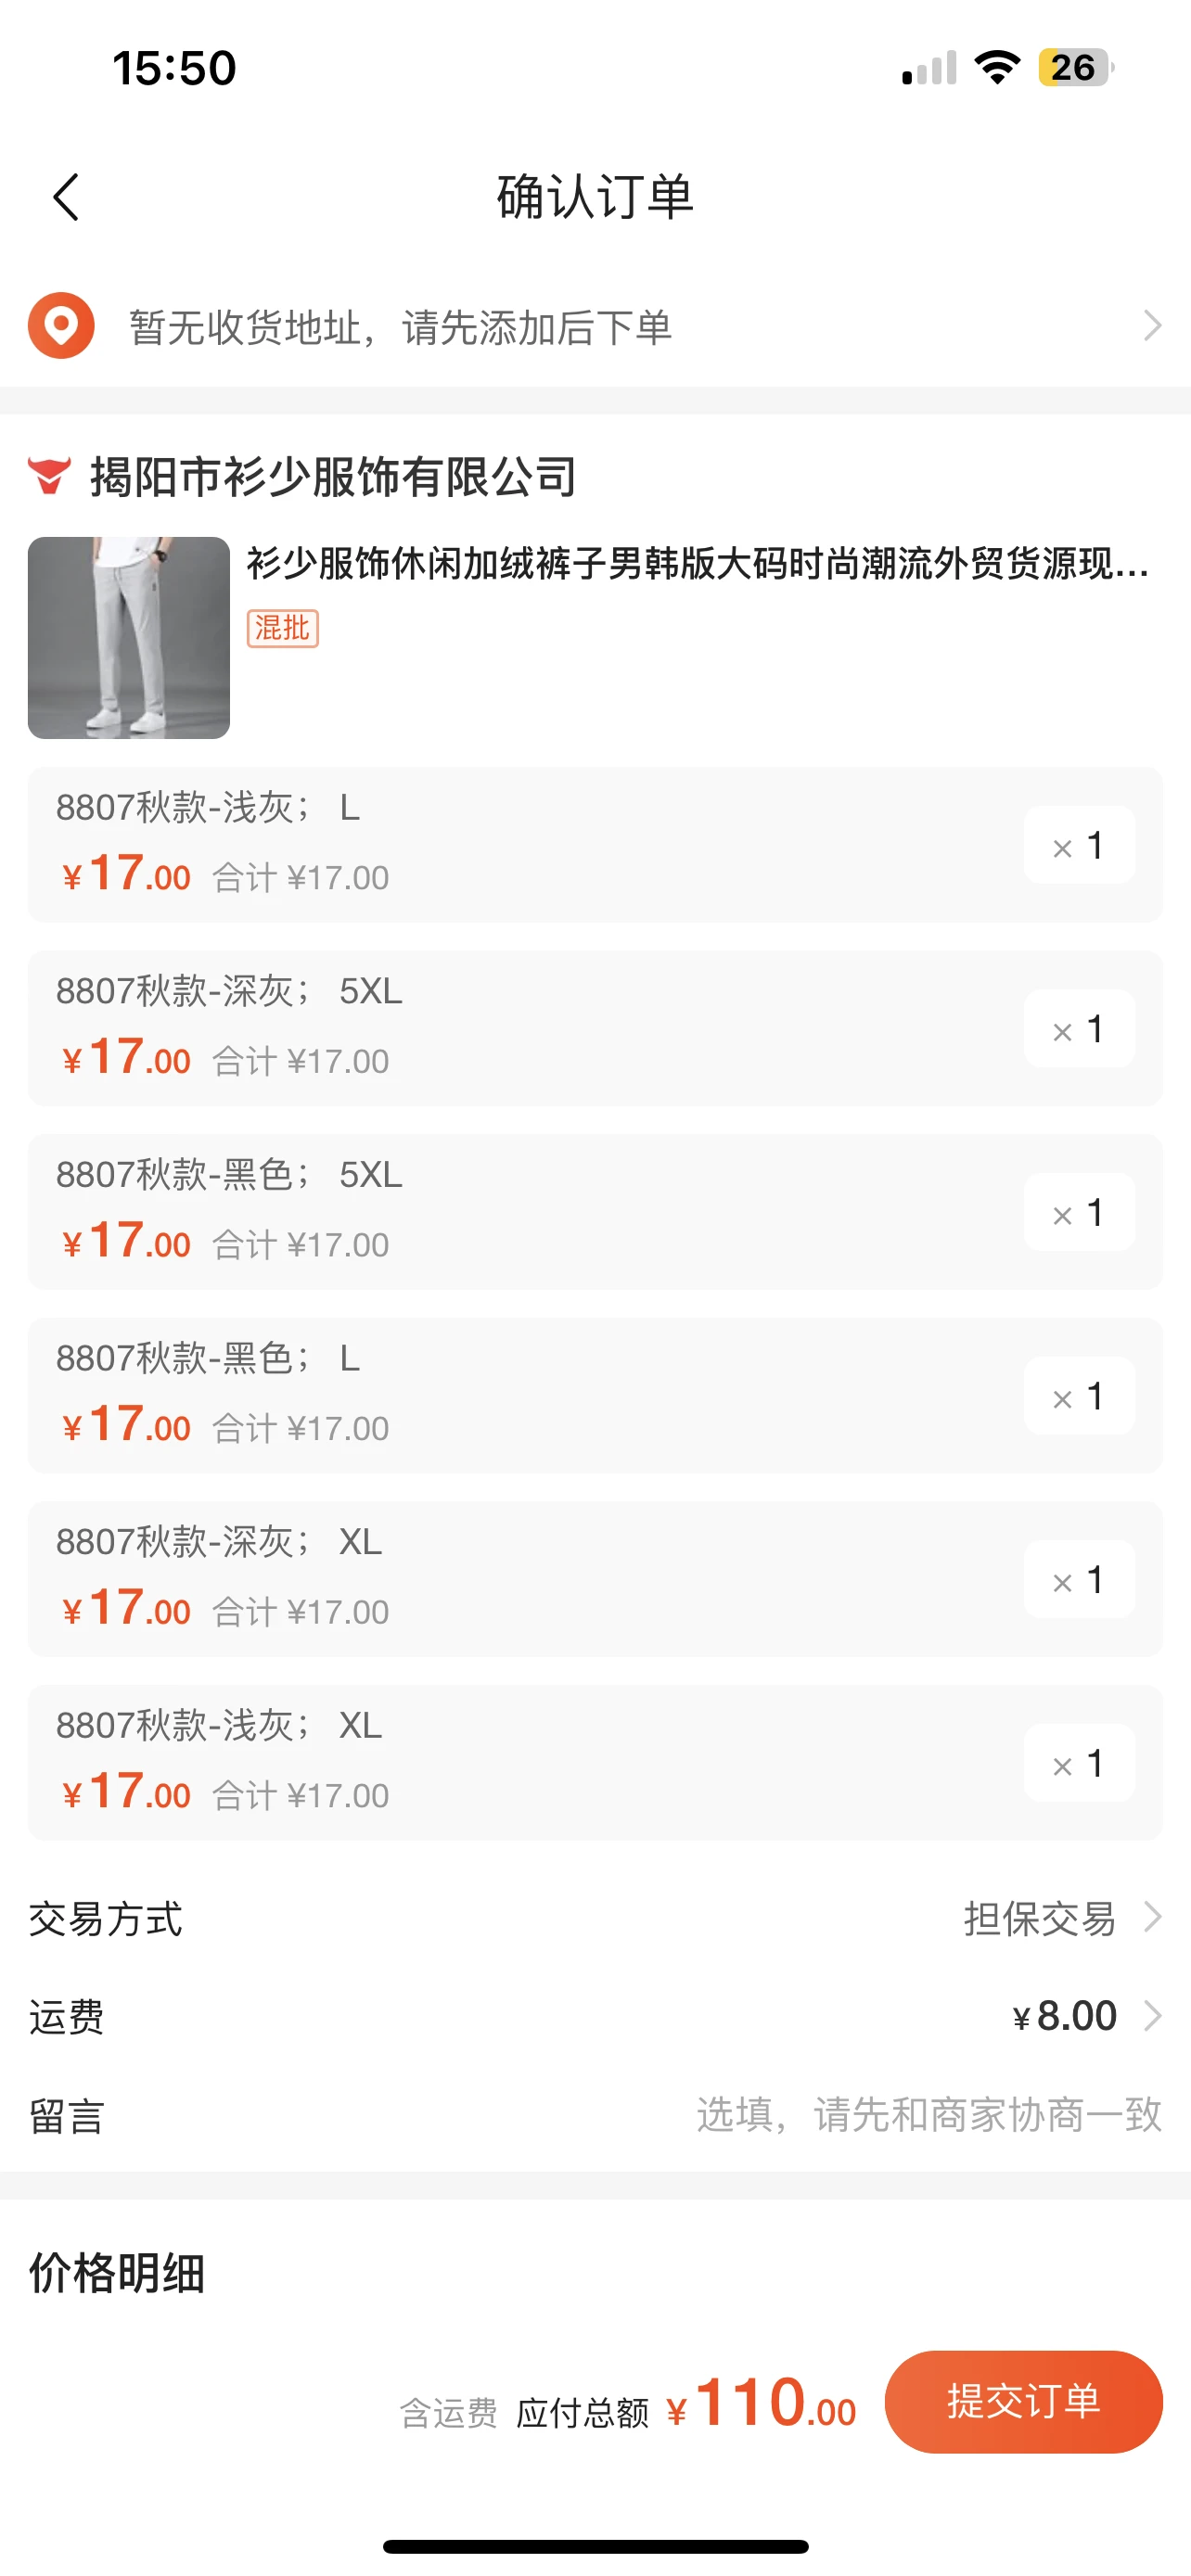 15:50
26
确认订单
暂无收货地址，请先添加后下单
揭阳市衫少服饰有限公司
衫少服饰休闲加绒裤子男韩版大码时尚潮流外贸货源现...
混批
8807秋款-浅灰； L
× 1
¥17.00 合计 ¥17.00
8807秋款-深灰； 5XL
× 1
¥17.00 合计 ¥17.00
8807秋款-黑色； 5XL
× 1
¥17.00 合计 ¥17.00
8807秋款-黑色； L
× 1
¥17.00 合计 ¥17.00
8807秋款-深灰； XL
× 1
¥17.00 合计 ¥17.00
8807秋款-浅灰； XL
× 1
¥17.00 合计 ¥17.00
交易方式 担保交易
运费 ¥8.00
留言 选填，请先和商家协商一致
价格明细
含运费 应付总额 ¥110.00 提交订单